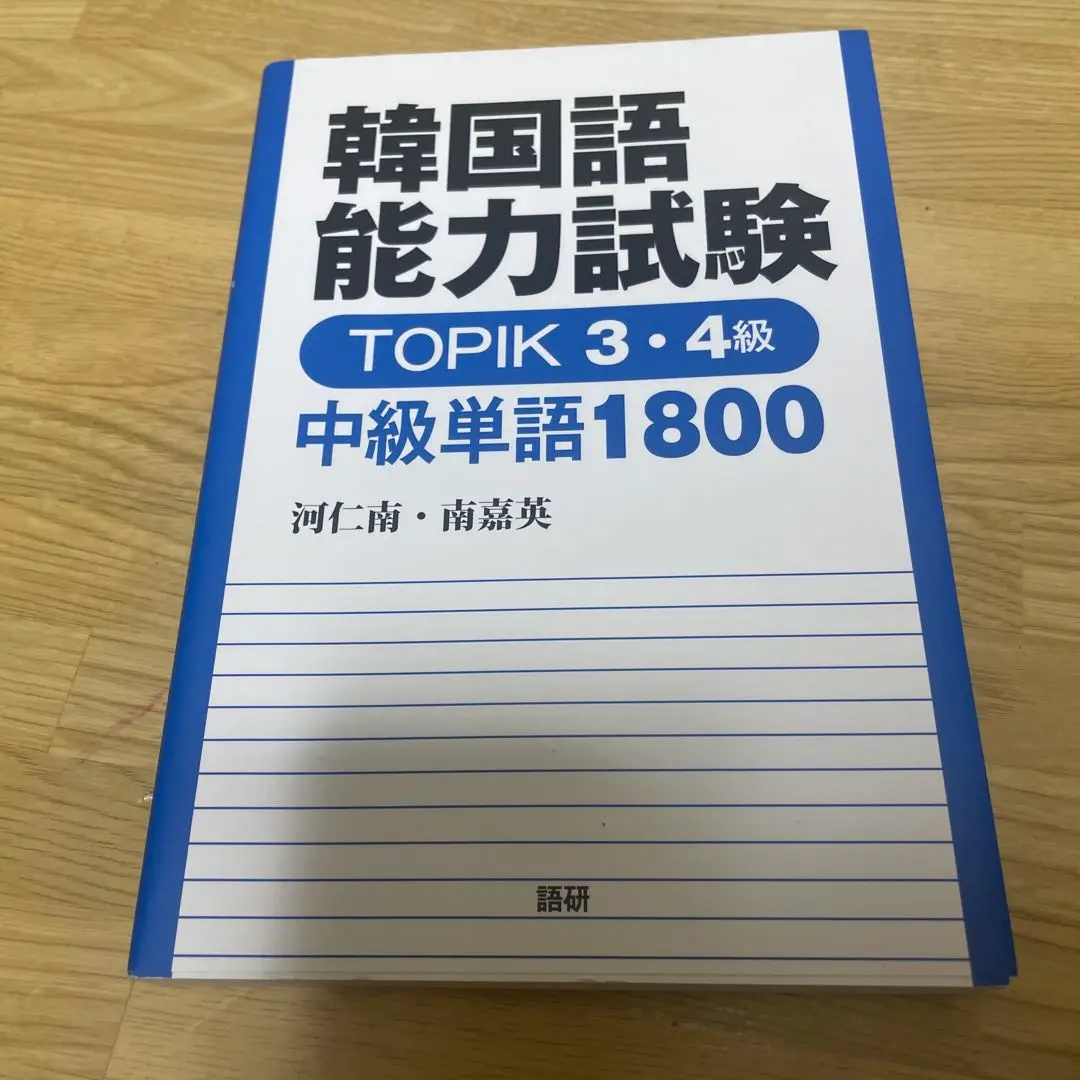 韓国語
能力試験
TOPIK 3・4級
中級単語1800
河仁南・南嘉英
語研